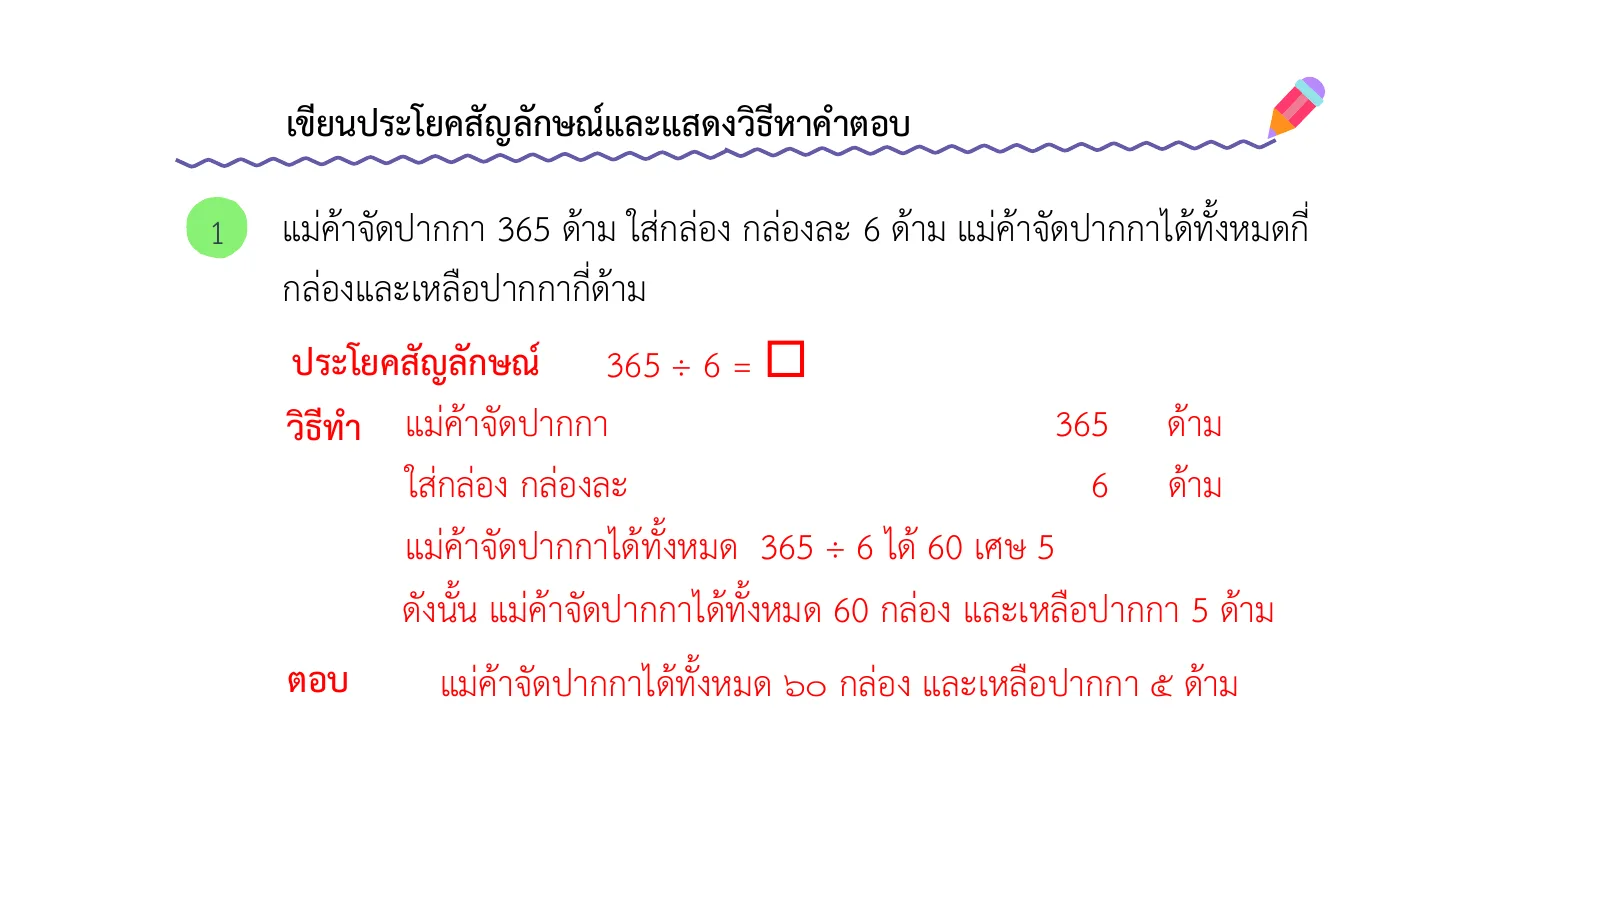 เขียนประโยคสัญลักษณ์และแสดงวิธีหาคำตอบ
1 แม่ค้าจัดปากกา 365 ด้าม ใส่กล่อง กล่องละ 6 ด้าม แม่ค้าจัดปากกาได้ทั้งหมดกี่
กล่องและเหลือปากกากี่ด้าม
ประโยคสัญลักษณ์ 365 ÷ 6 = □
วิธีทำ แม่ค้าจัดปากกา 365 ด้าม
ใส่กล่อง กล่องละ 6 ด้าม
แม่ค้าจัดปากกาได้ทั้งหมด 365 ÷ 6 ได้ 60 เศษ 5
ดังนั้น แม่ค้าจัดปากกาได้ทั้งหมด 60 กล่อง และเหลือปากกา 5 ด้าม
ตอบ แม่ค้าจัดปากกาได้ทั้งหมด ๖๐ กล่อง และเหลือปากกา ๕ ด้าม